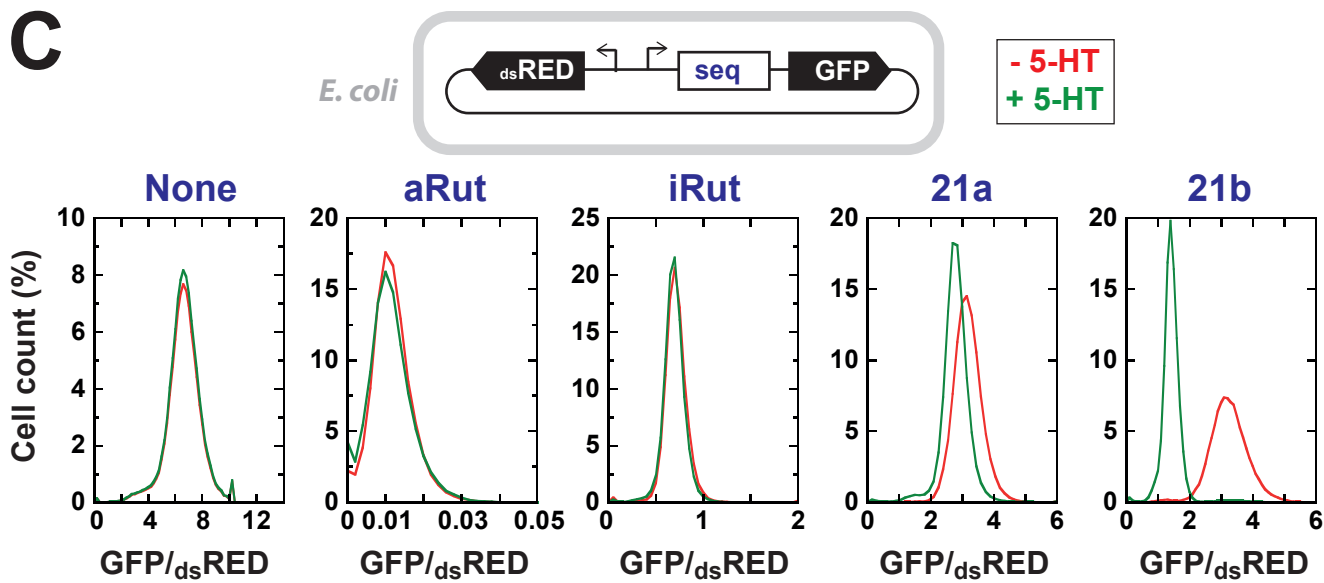 C
E. coli
dsRED
seq
GFP
- 5-HT
+ 5-HT
None
aRut
iRut
21a
21b
Cell count (%)
10
8
6
4
2
0
0 4 8 12
GFP/dsRED
20
15
10
5
0
0 0.01 0.03 0.05
GFP/dsRED
25
20
15
10
5
0
0 1 2
GFP/dsRED
20
15
10
5
0
0 2 4 6
GFP/dsRED
20
15
10
5
0
0 2 4 6
GFP/dsRED